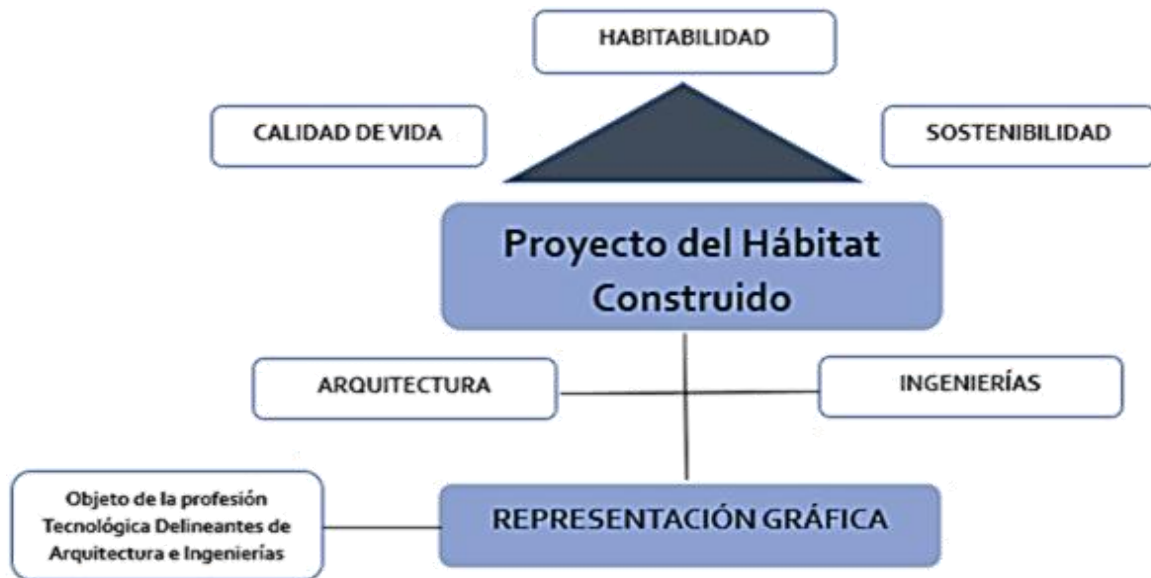 HABITABILIDAD
CALIDAD DE VIDA
SOSTENIBILIDAD
Proyecto del Hábitat
Construido
ARQUITECTURA
INGENIERÍAS
Objeto de la profesión
Tecnológica Delineantes de
Arquitectura e Ingenierías
REPRESENTACIÓN GRÁFICA